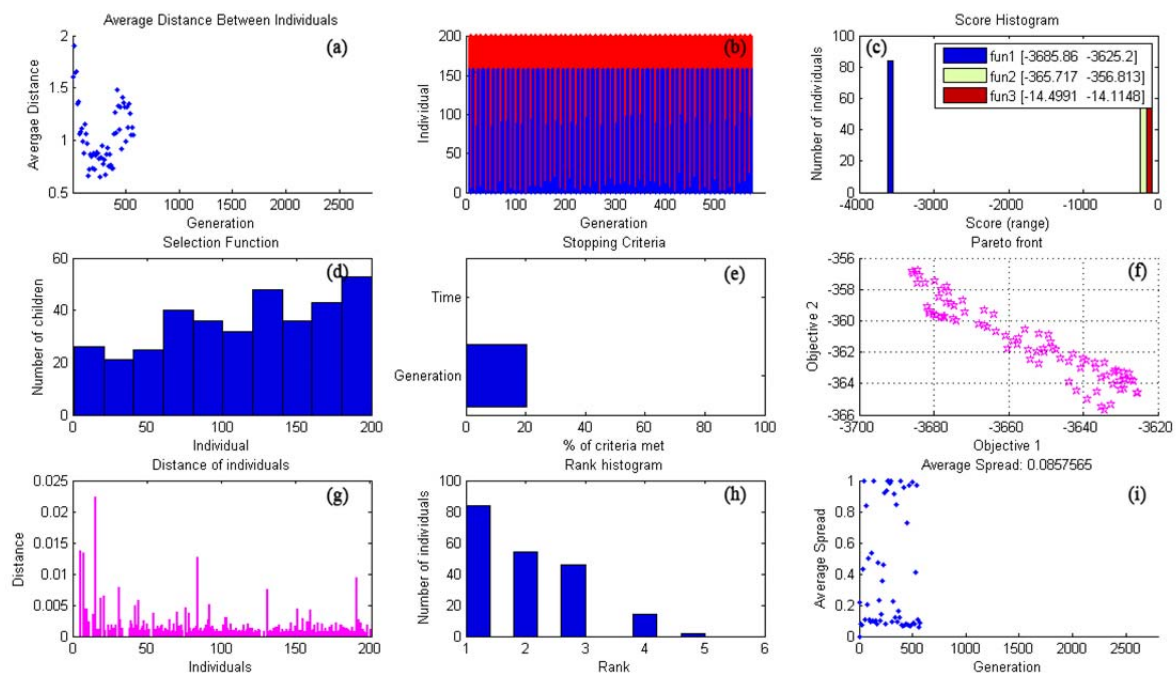 Average Distance Between Individuals
(a)
2
1.5
1
0.5
Avergae Distance
500 1000 1500 2000 2500
Generation
(b)
200
150
100
50
0
Individual
0 100 200 300 400 500 600
Generation
Score Histogram
(c)
100
80
60
40
20
0
Number of individuals
fun1 [-3685.86 -3625.2]
fun2 [-365.717 -356.813]
fun3 [-14.4991 -14.1148]
-4000 -3000 -2000 -1000 0
Score (range)
Selection Function
(d)
60
40
20
0
Number of children
0 50 100 150 200
Individual
Stopping Criteria
(e)
Time
Generation
0 20 40 60 80 100
% of criteria met
Pareto front
(f)
-356
-358
-360
-362
-364
-366
Objective 2
-3700 -3680 -3660 -3640 -3620
Objective 1
Distance of individuals
(g)
0.025
0.02
0.015
0.01
0.005
0
Distance
0 50 100 150 200
Individuals
Rank histogram
(h)
100
80
60
40
20
0
Number of individuals
1 2 3 4 5 6
Rank
Average Spread: 0.0857565
(i)
1
0.8
0.6
0.4
0.2
0
Average Spread
0 500 1000 1500 2000 2500
Generation